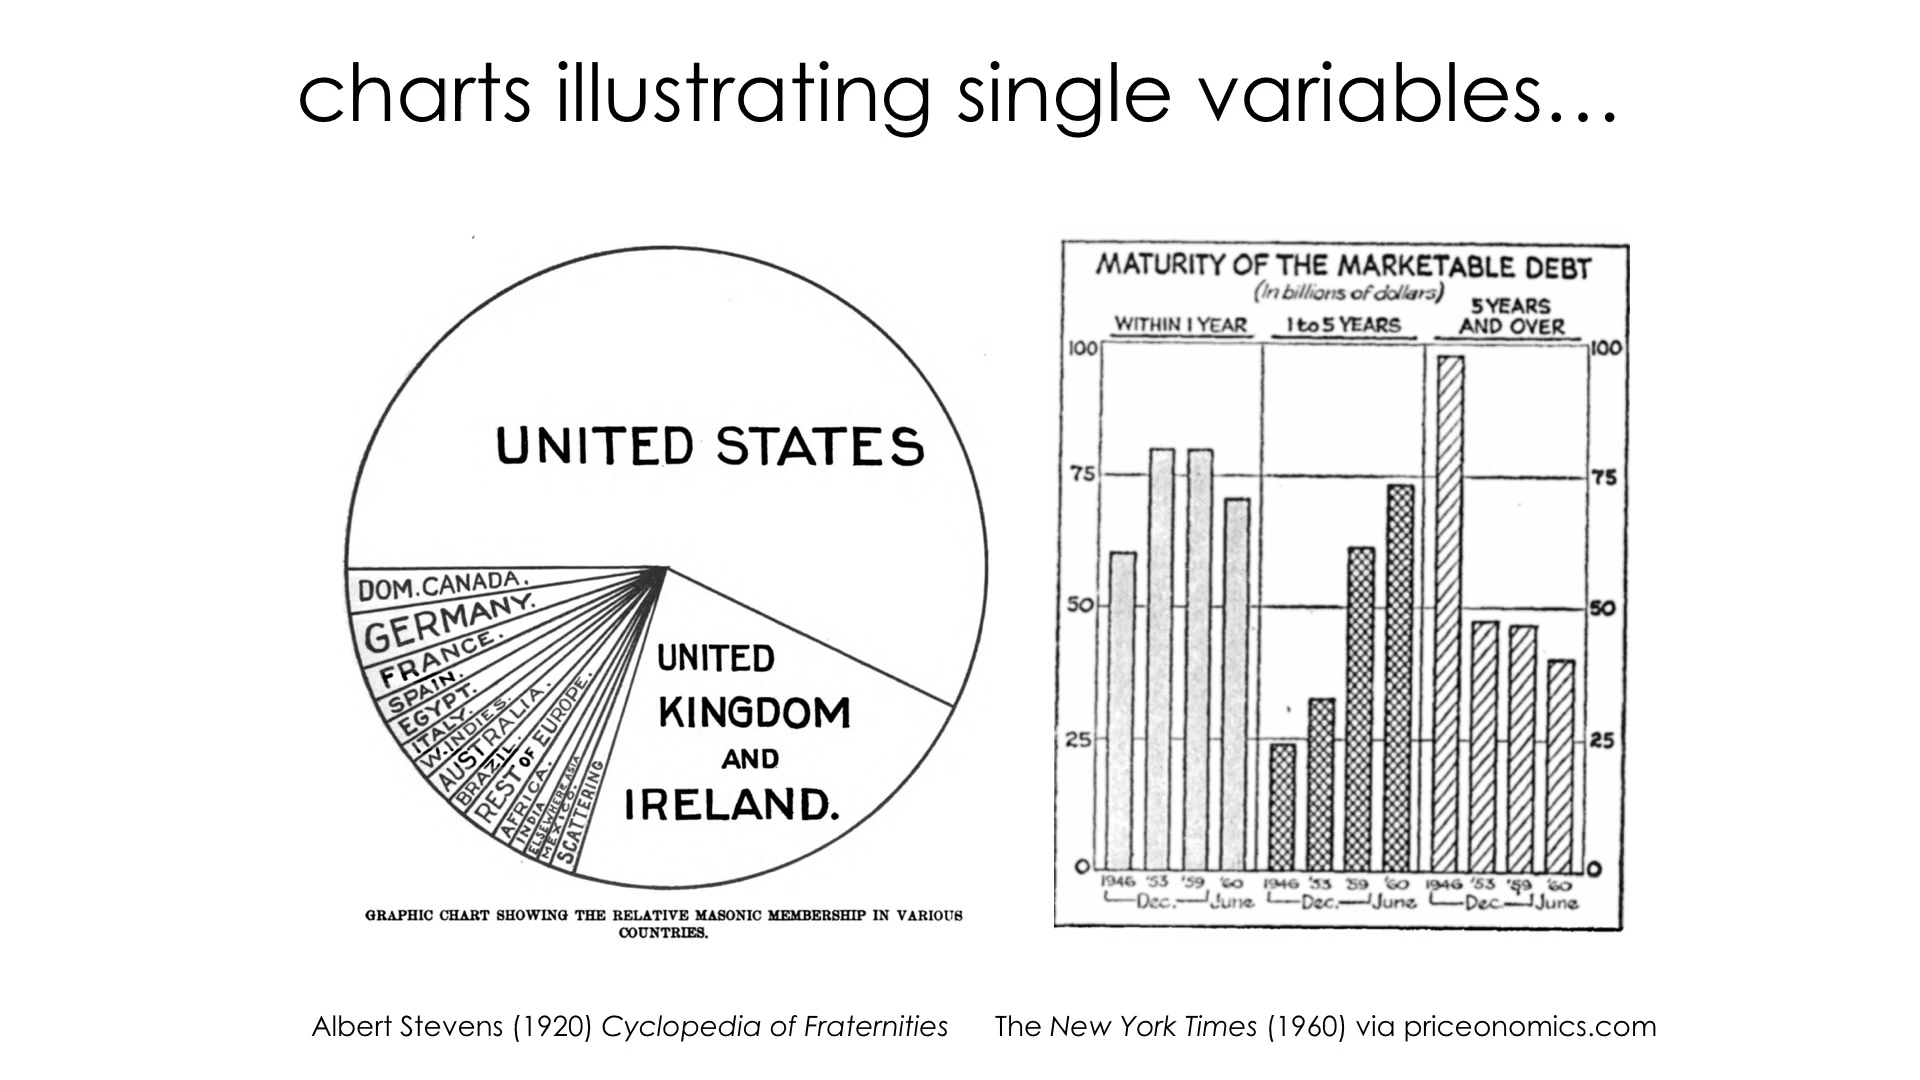 charts illustrating single variables...
UNITED STATES
DOM. CANADA.
GERMANY.
FRANCE.
SPAIN.
EGYPT.
ITALY.
W. INDIES.
AUSTRALIA.
BRAZIL.
REST OF EUROPE.
AFRICA.
INDIA
ELSEWHERE ASIA
MEXICO.
SCATTERING
UNITED
KINGDOM
AND
IRELAND.
GRAPHIC CHART SHOWING THE RELATIVE MASONIC MEMBERSHIP IN VARIOUS
COUNTRIES.
MATURITY OF THE MARKETABLE DEBT
(In billions of dollars)
WITHIN 1 YEAR 1 to 5 YEARS 5 YEARS
AND OVER
100 100
75 75
50 50
25 25
0 0
1946 '53 '59 '60 1946 '53 '59 '60 1946 '53 '59 '60
Dec. June Dec. June Dec. June
Albert Stevens (1920) Cyclopedia of Fraternities
The New York Times (1960) via priceonomics.com